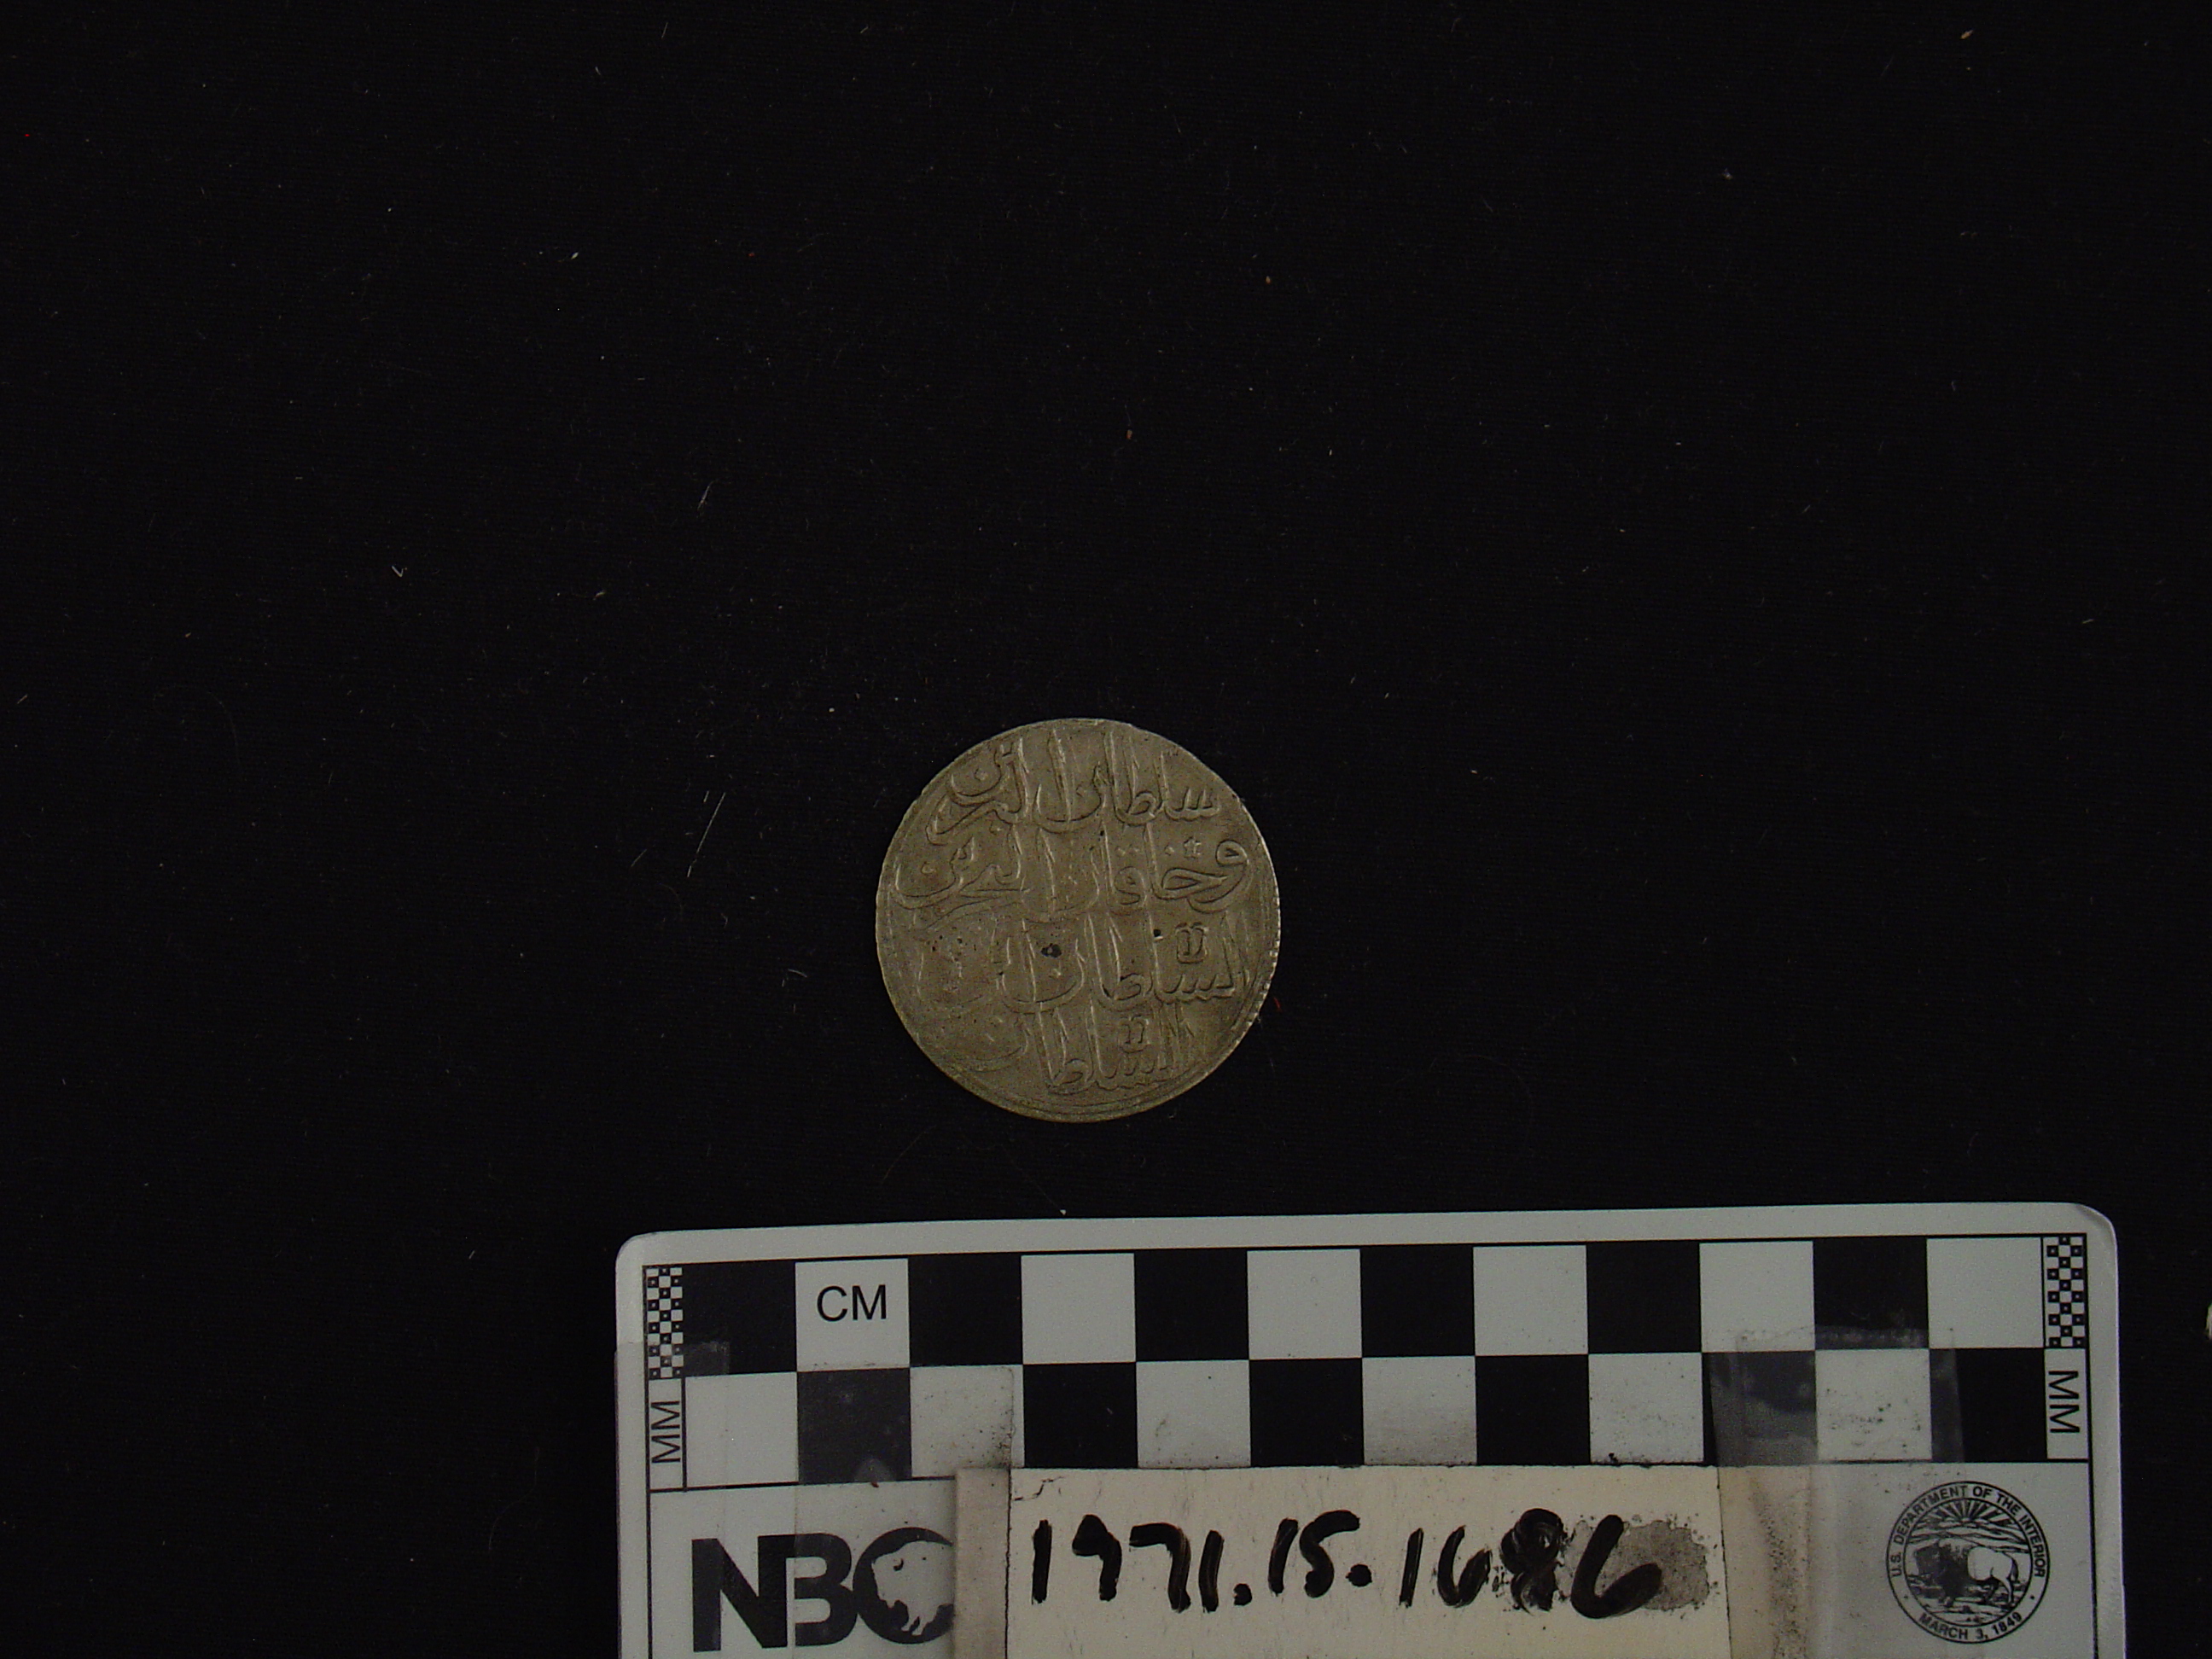 سلطان البرين
وخاقان البحرين
السلطان بن
السلطان
CM
MM
MM
NBC
1971.15.1686
U.S. DEPARTMENT OF THE INTERIOR
MARCH 3, 1849